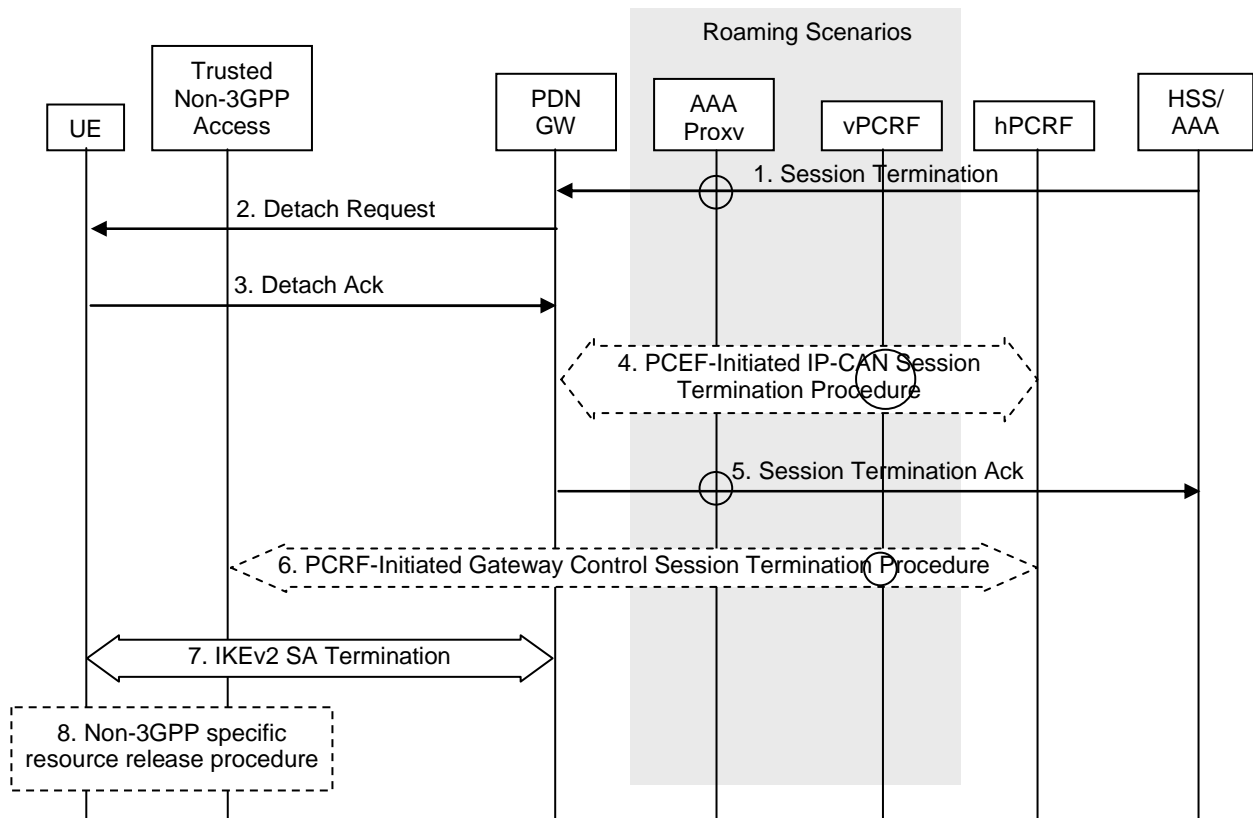 Roaming Scenarios
UE
Trusted
Non-3GPP
Access
PDN
GW
AAA
Proxv
vPCRF
hPCRF
HSS/
AAA
1. Session Termination
2. Detach Request
3. Detach Ack
4. PCEF-Initiated IP-CAN Session
Termination Procedure
5. Session Termination Ack
6. PCRF-Initiated Gateway Control Session Termination Procedure
7. IKEv2 SA Termination
8. Non-3GPP specific
resource release procedure